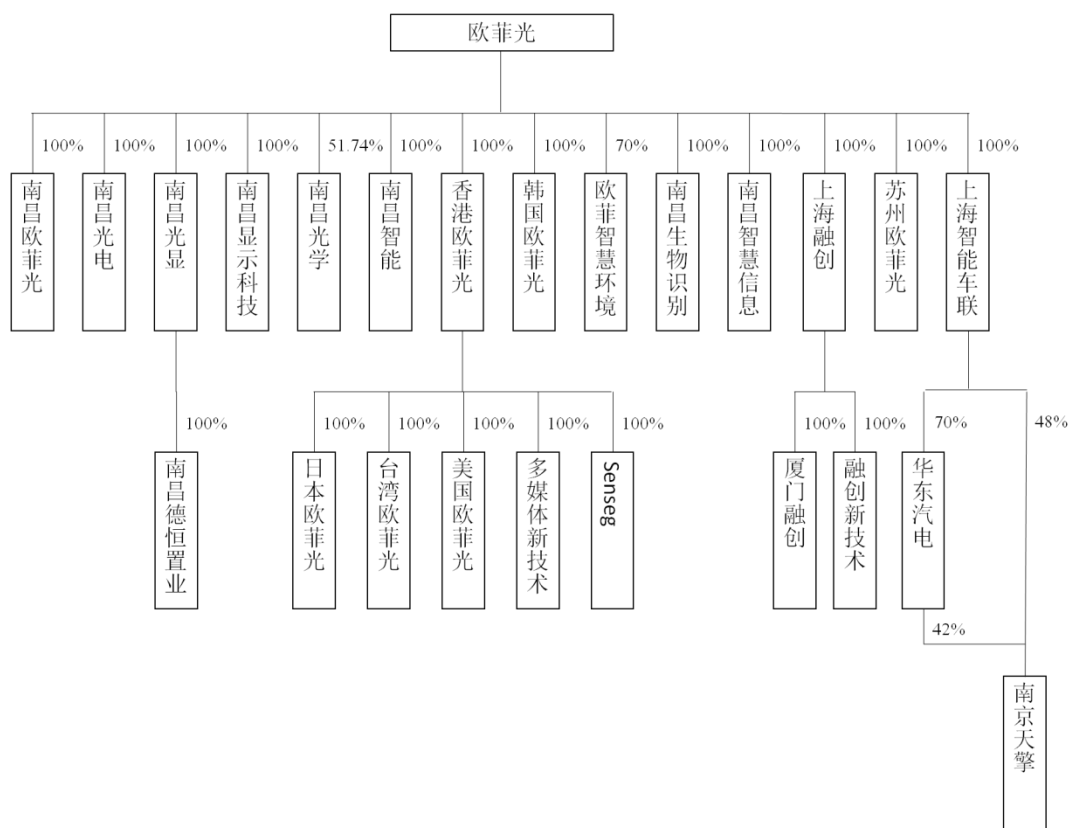 欧菲光
100%
100%
100%
100%
51.74%
100%
100%
100%
70%
100%
100%
100%
100%
100%
南昌欧菲光
南昌光电
南昌光显
南昌显示科技
南昌光学
南昌智能
香港欧菲光
韩国欧菲光
欧菲智慧环境
南昌生物识别
南昌智慧信息
上海融创
苏州欧菲光
上海智能车联
100%
100%
100%
100%
100%
100%
100%
100%
70%
48%
南昌德恒置业
日本欧菲光
台湾欧菲光
美国欧菲光
多媒体新技术
Senseg
厦门融创
融创新技术
华东汽电
42%
南京天擎